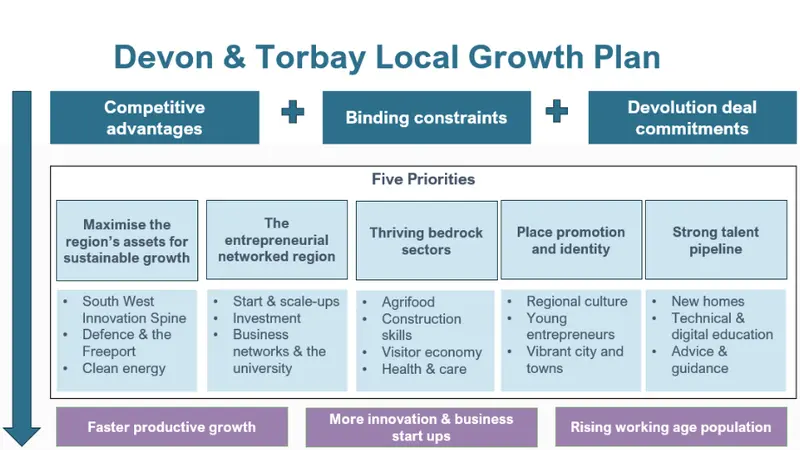 Devon & Torbay Local Growth Plan
Competitive
advantages
Binding constraints
Devolution deal
commitments
Five Priorities
Maximise the
region's assets for
sustainable growth
The
entrepreneurial
networked region
Thriving bedrock
sectors
Place promotion
and identity
Strong talent
pipeline
• South West
Innovation Spine
• Defence & the
Freeport
• Clean energy
• Start & scale-ups
• Investment
• Business
networks & the
university
• Agrifood
• Construction
skills
• Visitor economy
• Health & care
• Regional culture
• Young
entrepreneurs
• Vibrant city and
towns
• New homes
• Technical &
digital education
• Advice &
guidance
Faster productive growth
More innovation & business
start ups
Rising working age population